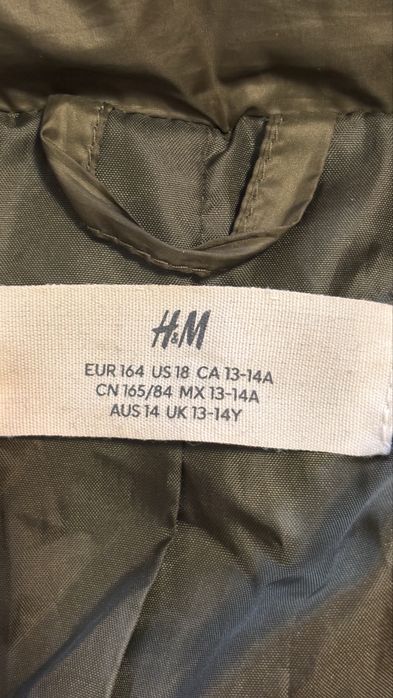 H&M
EUR 164 US 18 CA 13-14A
CN 165/84 MX 13-14A
AUS 14 UK 13-14Y